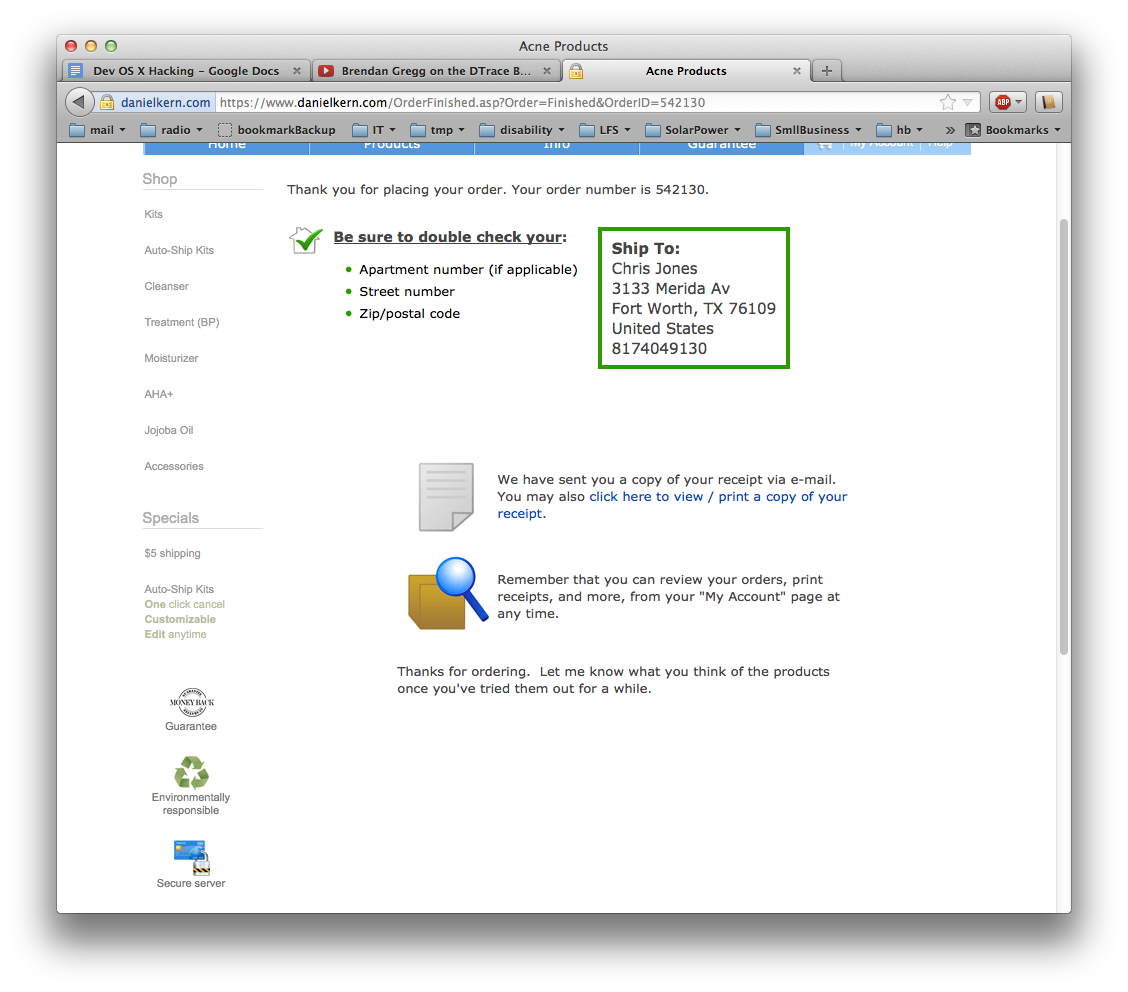 Acne Products
Dev OS X Hacking – Google Docs
Brendan Gregg on the DTrace B...
Acne Products
danielkern.com
https://www.danielkern.com/OrderFinished.asp?Order=Finished&OrderID=542130
ABP
mail
radio
bookmarkBackup
IT
tmp
disability
LFS
SolarPower
SmllBusiness
hb
»
Bookmarks
Home
Products
Info
Guarantee
My Account
Help
Shop
Kits
Auto-Ship Kits
Cleanser
Treatment (BP)
Moisturizer
AHA+
Jojoba Oil
Accessories
Specials
$5 shipping
Auto-Ship Kits
One click cancel
Customizable
Edit anytime
MONEY BACK
Guarantee
Environmentally
responsible
Secure server
Thank you for placing your order. Your order number is 542130.
Be sure to double check your:
Apartment number (if applicable)
Street number
Zip/postal code
Ship To:
Chris Jones
3133 Merida Av
Fort Worth, TX 76109
United States
8174049130
We have sent you a copy of your receipt via e-mail.
You may also click here to view / print a copy of your
receipt.
Remember that you can review your orders, print
receipts, and more, from your "My Account" page at
any time.
Thanks for ordering.  Let me know what you think of the products
once you've tried them out for a while.